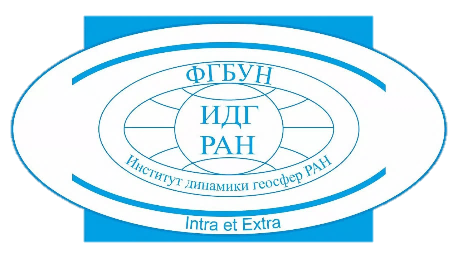 ФГБУН
ИДГ
РАН
Институт динамики геосфер РАН
Intra et Extra